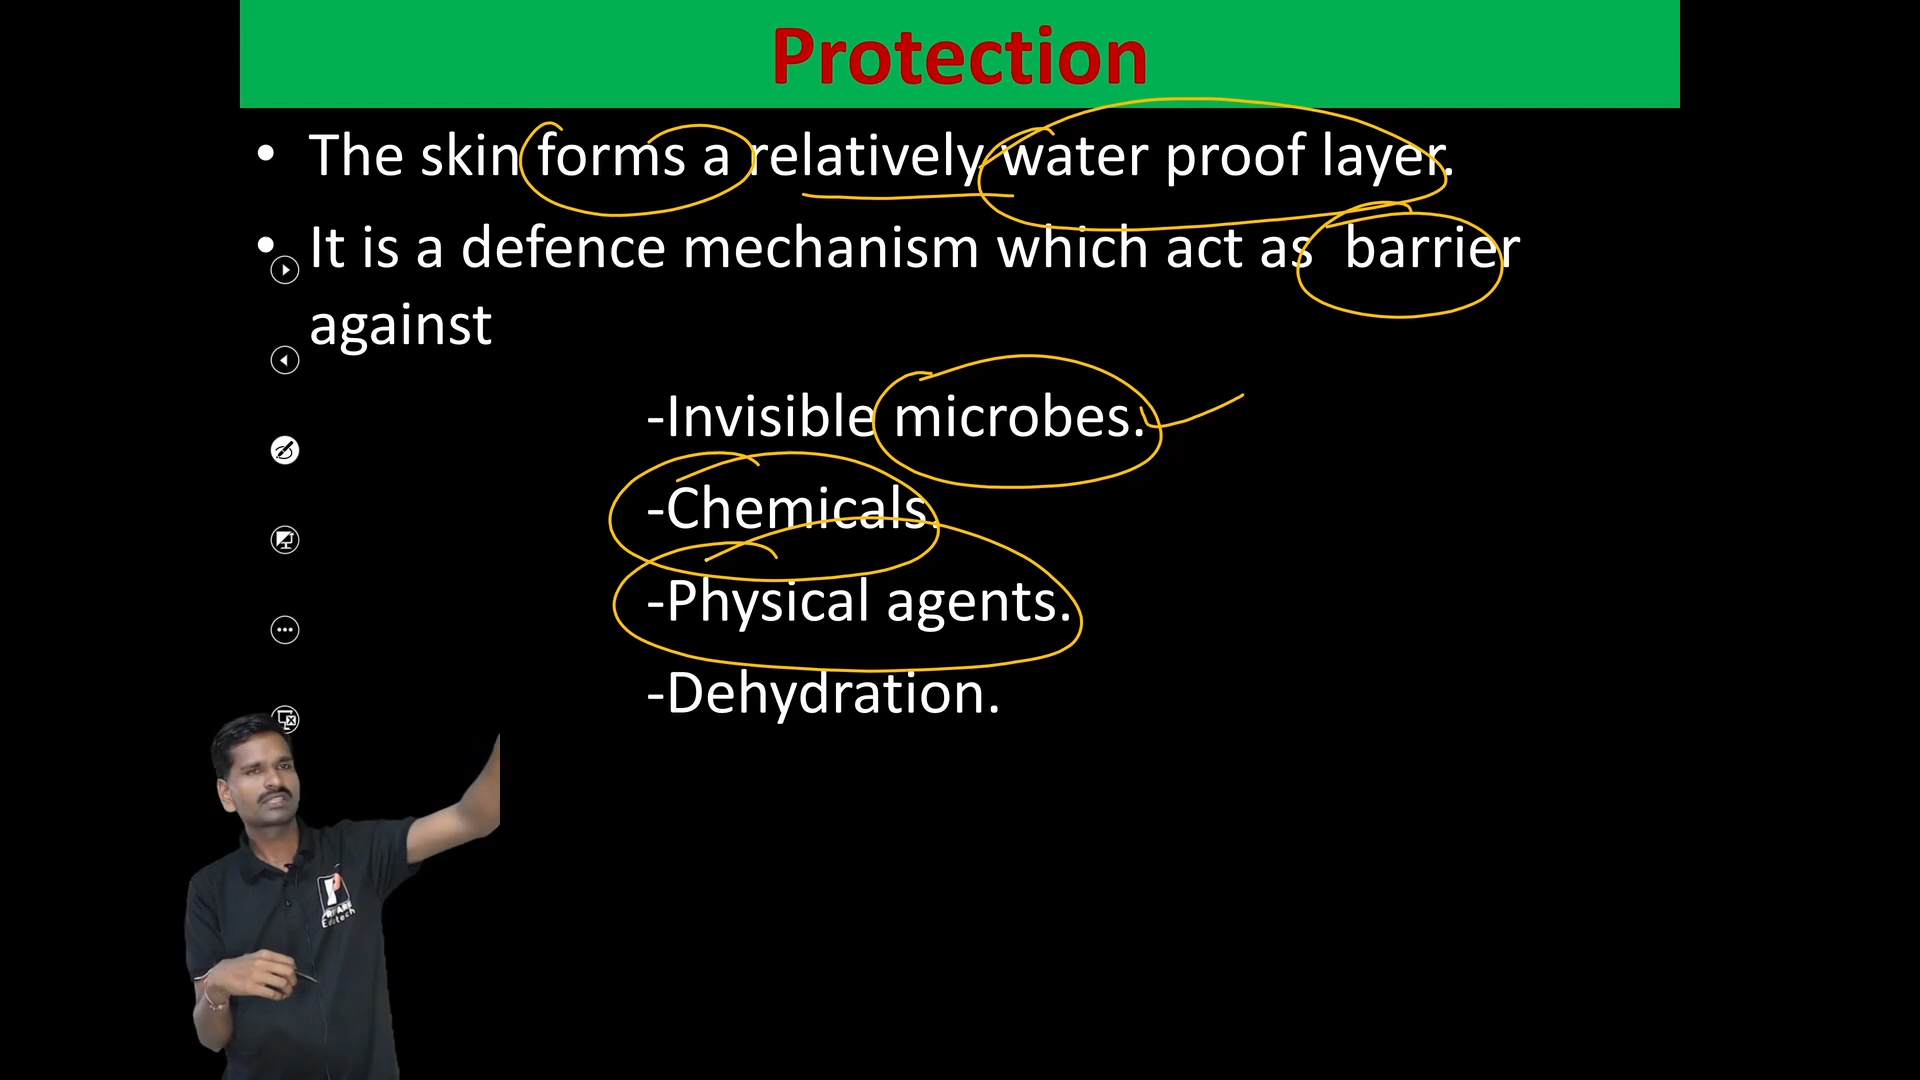 Protection
• The skin forms a relatively water proof layer.
• It is a defence mechanism which act as barrier
against
-Invisible microbes.
-Chemicals.
-Physical agents.
-Dehydration.